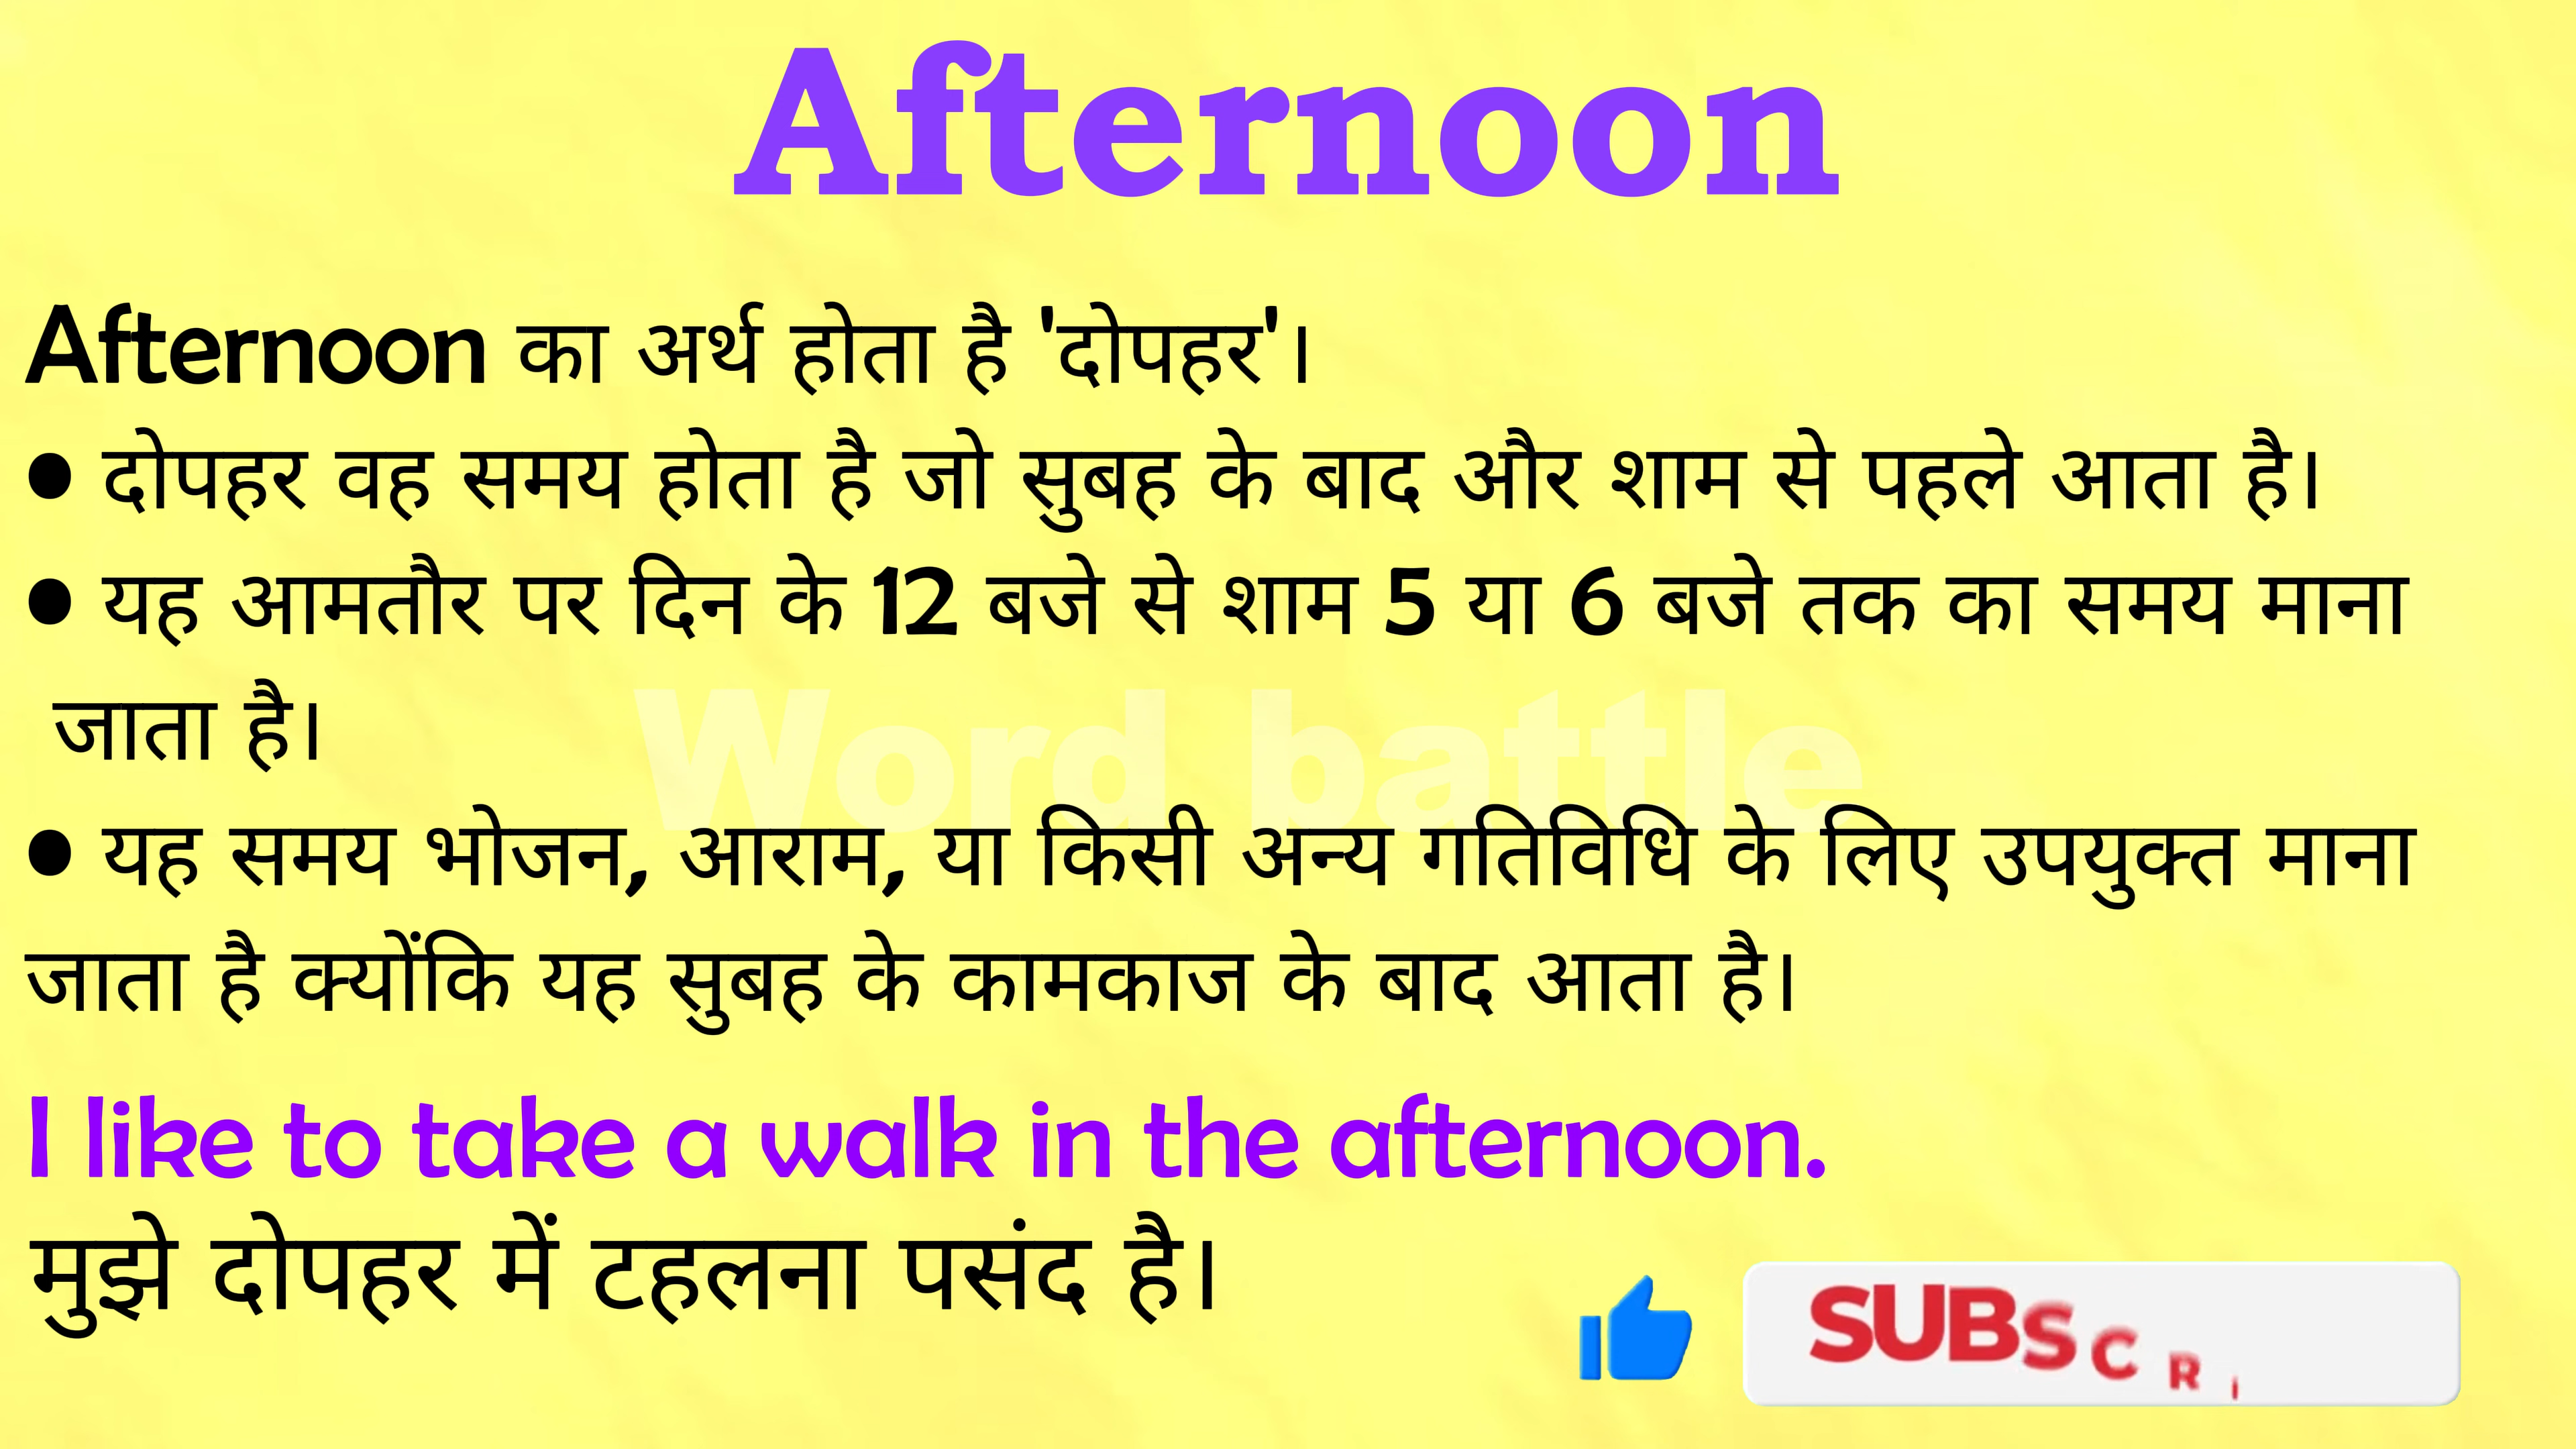 Afternoon
Afternoon का अर्थ होता है 'दोपहर'।
● दोपहर वह समय होता है जो सुबह के बाद और शाम से पहले आता है।
● यह आमतौर पर दिन के 12 बजे से शाम 5 या 6 बजे तक का समय माना
जाता है।
Word battle
● यह समय भोजन, आराम, या किसी अन्य गतिविधि के लिए उपयुक्त माना
जाता है क्योंकि यह सुबह के कामकाज के बाद आता है।
I like to take a walk in the afternoon.
मुझे दोपहर में टहलना पसंद है।
SUBSCRI